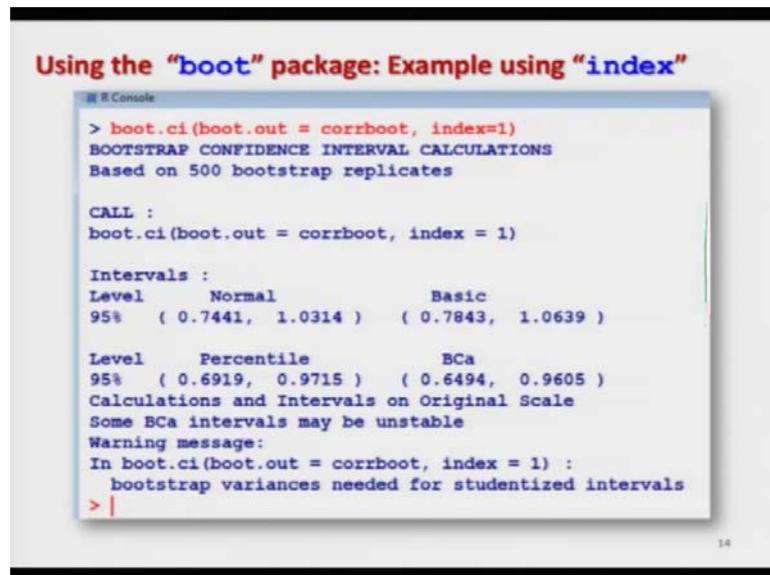 Using the "boot" package: Example using "index"
R Console
> boot.ci(boot.out = corrboot, index=1)
BOOTSTRAP CONFIDENCE INTERVAL CALCULATIONS
Based on 500 bootstrap replicates
CALL :
boot.ci(boot.out = corrboot, index = 1)
Intervals :
Level Normal Basic
95% ( 0.7441, 1.0314 ) ( 0.7843, 1.0639 )
Level Percentile BCa
95% ( 0.6919, 0.9715 ) ( 0.6494, 0.9605 )
Calculations and Intervals on Original Scale
Some BCa intervals may be unstable
Warning message:
In boot.ci(boot.out = corrboot, index = 1) :
bootstrap variances needed for studentized intervals
>
14